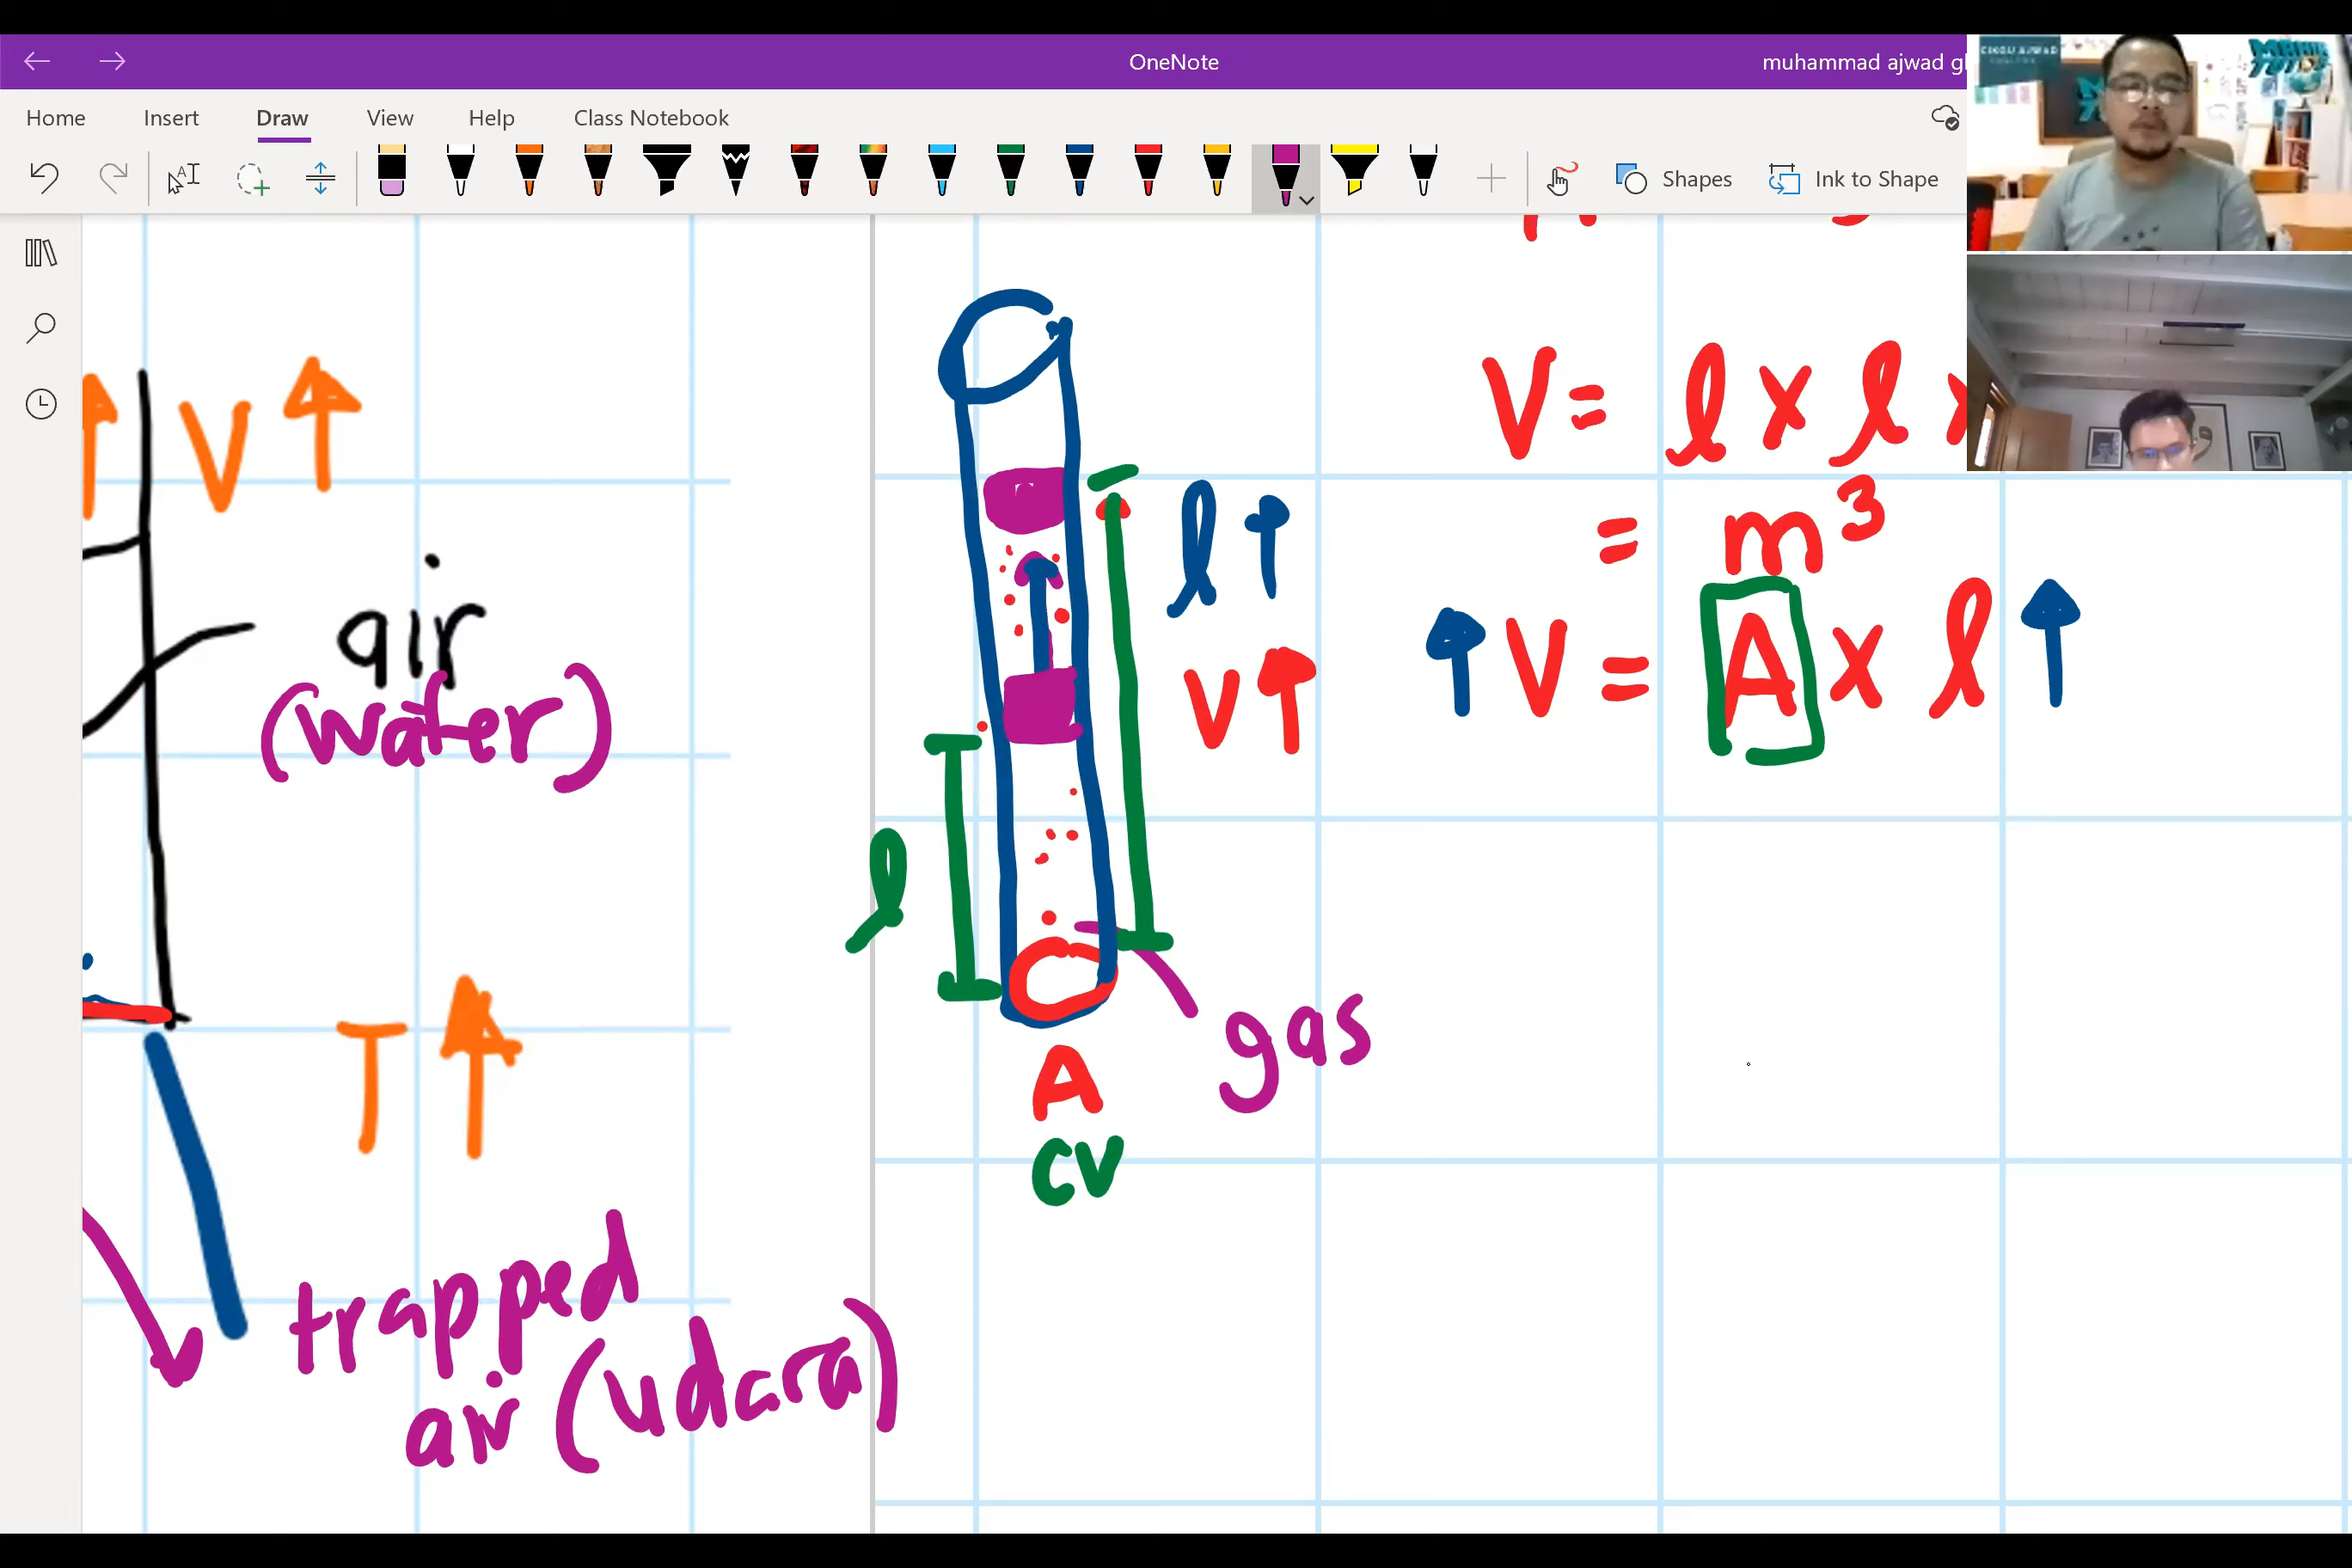 OneNote
muhammad ajwad g
Home Insert Draw View Help Class Notebook
Shapes Ink to Shape
V
air
(water)
T
trapped
air (udara)
l
l
V
gas
A
CV
V = l x l x
= m³
V = A x l